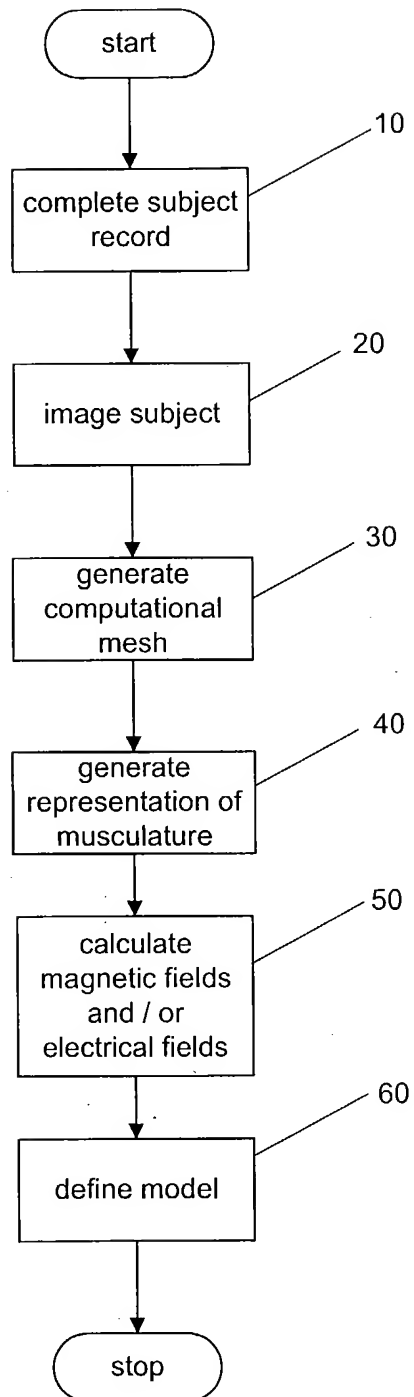 start
10
complete subject
record
20
image subject
30
generate
computational
mesh
40
generate
representation of
musculature
50
calculate
magnetic fields
and / or
electrical fields
60
define model
stop